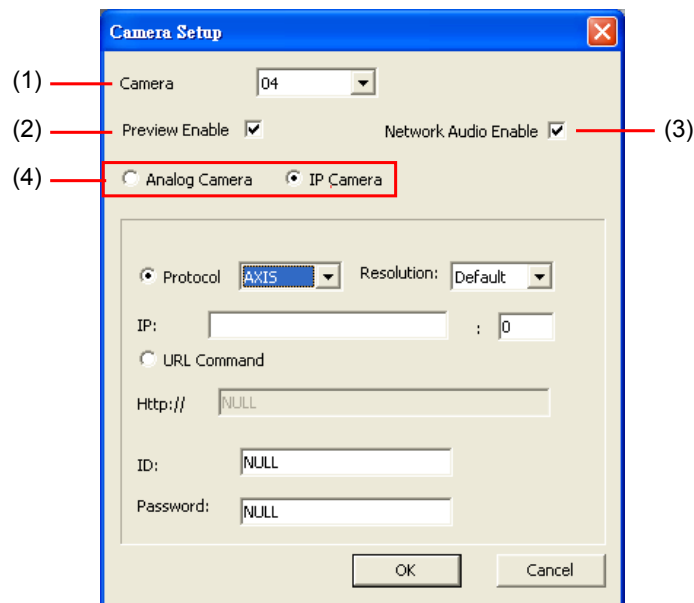 Camera Setup
(1) Camera 04
(2) Preview Enable Network Audio Enable (3)
(4) Analog Camera IP Camera
Protocol AXIS Resolution: Default
IP: : 0
URL Command
Http:// NULL
ID: NULL
Password: NULL
OK Cancel